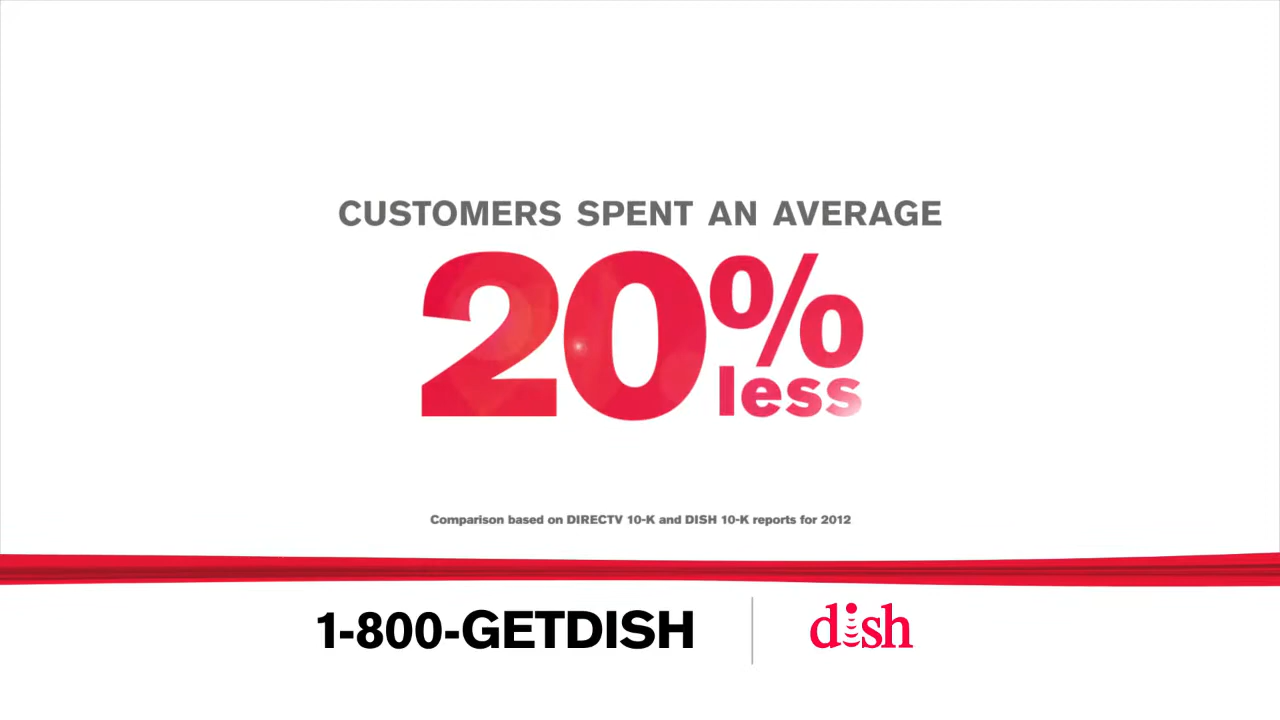 CUSTOMERS SPENT AN AVERAGE
20% less
Comparison based on DIRECTV 10-K and DISH 10-K reports for 2012
1-800-GETDISH
dish